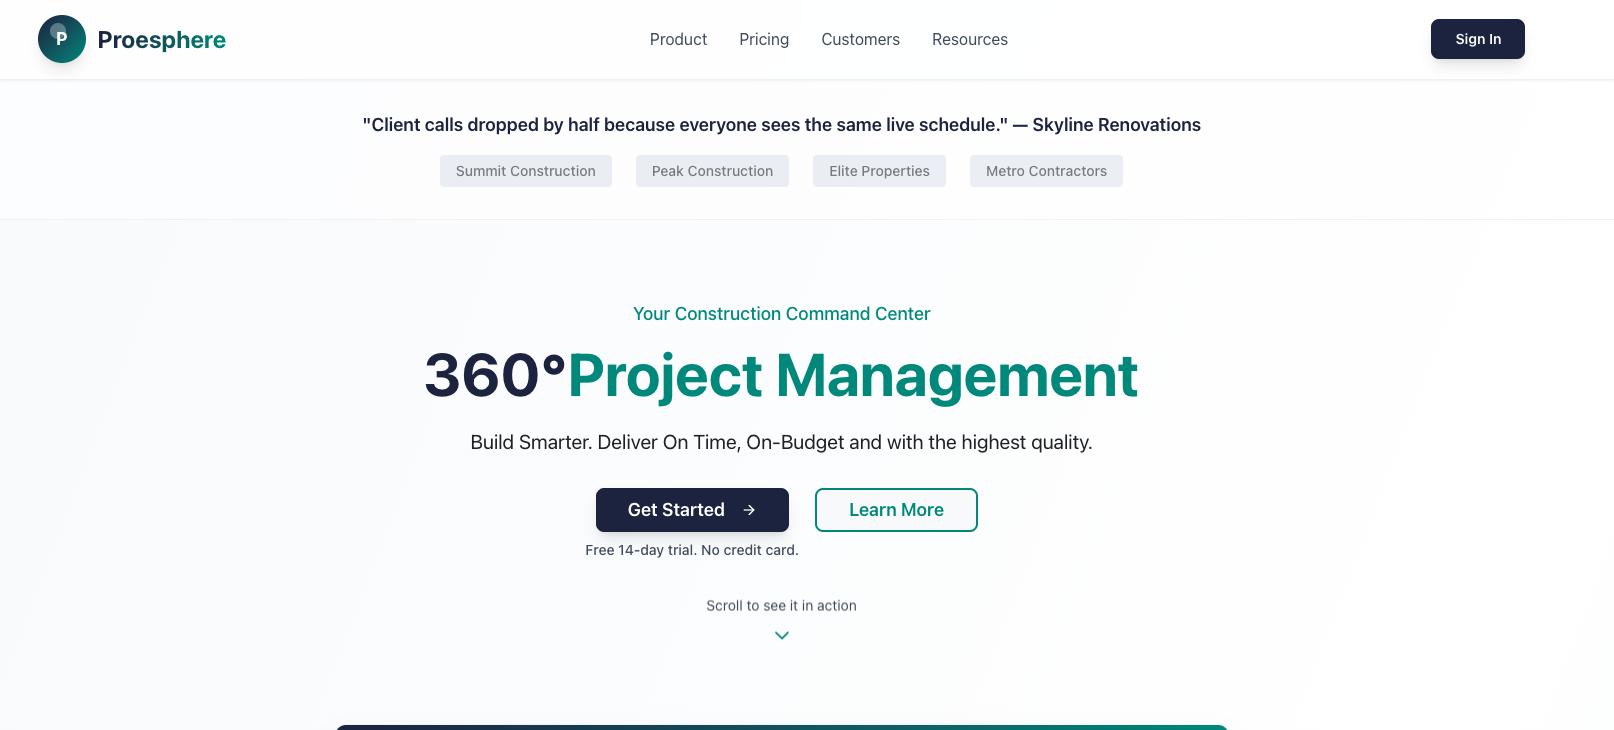 P Proesphere
Product Pricing Customers Resources
Sign In
"Client calls dropped by half because everyone sees the same live schedule." — Skyline Renovations
Summit Construction Peak Construction Elite Properties Metro Contractors
Your Construction Command Center
360°Project Management
Build Smarter. Deliver On Time, On-Budget and with the highest quality.
Get Started → Learn More
Free 14-day trial. No credit card.
Scroll to see it in action